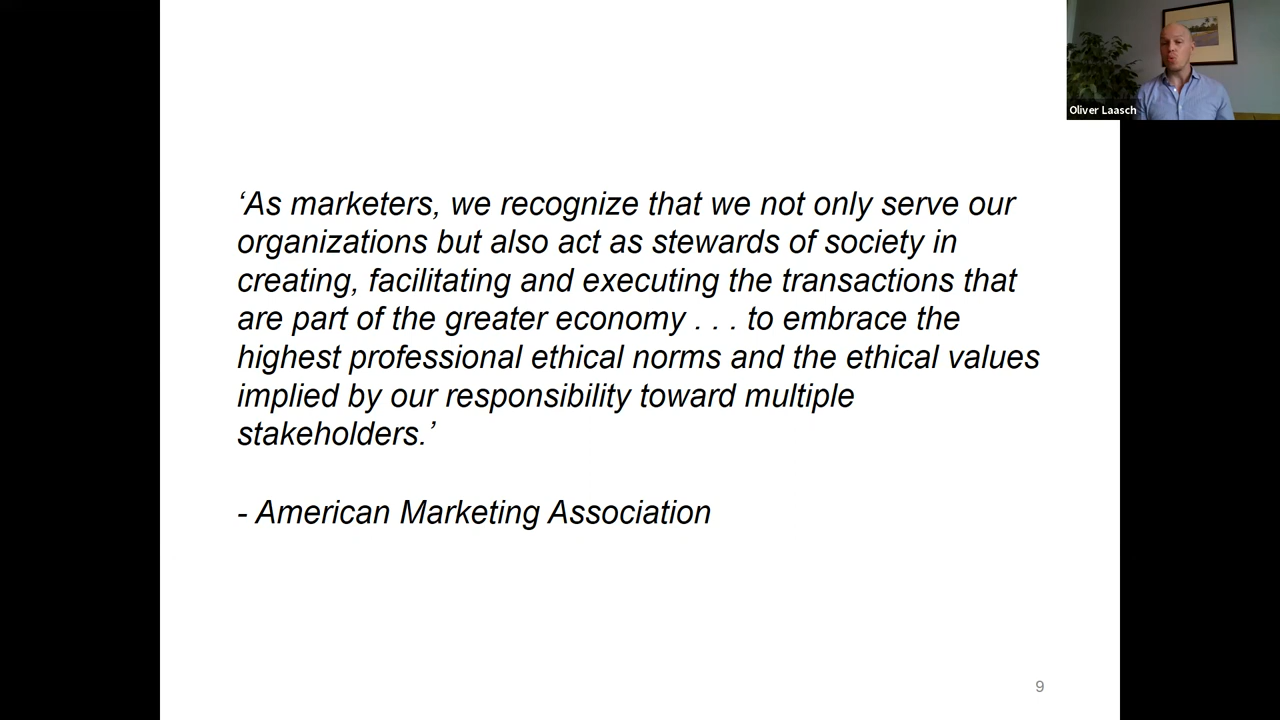 Oliver Laasch
‘As marketers, we recognize that we not only serve our
organizations but also act as stewards of society in
creating, facilitating and executing the transactions that
are part of the greater economy . . . to embrace the
highest professional ethical norms and the ethical values
implied by our responsibility toward multiple
stakeholders.’
- American Marketing Association
9